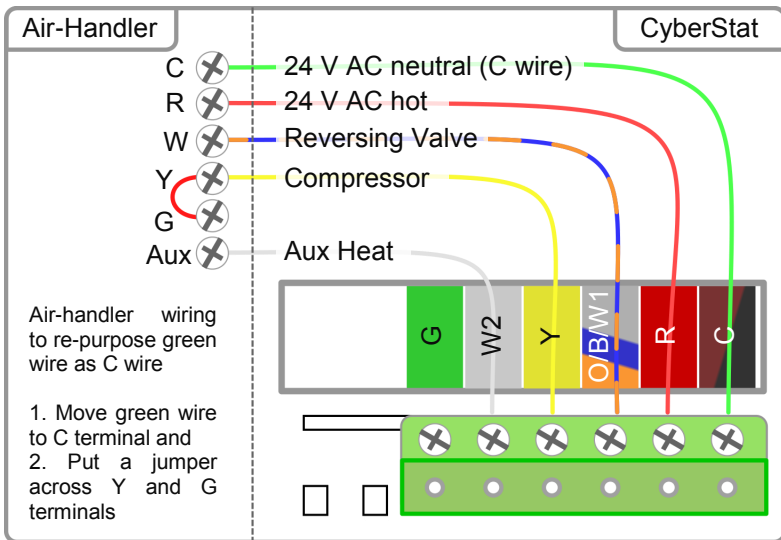 Air-Handler
CyberStat
C
24 V AC neutral (C wire)
R
24 V AC hot
W
Reversing Valve
Y
Compressor
G
Aux
Aux Heat
G
W2
Y
O/B/W1
R
C
Air-handler wiring
to re-purpose green
wire as C wire
1. Move green wire
to C terminal and
2. Put a jumper
across Y and G
terminals